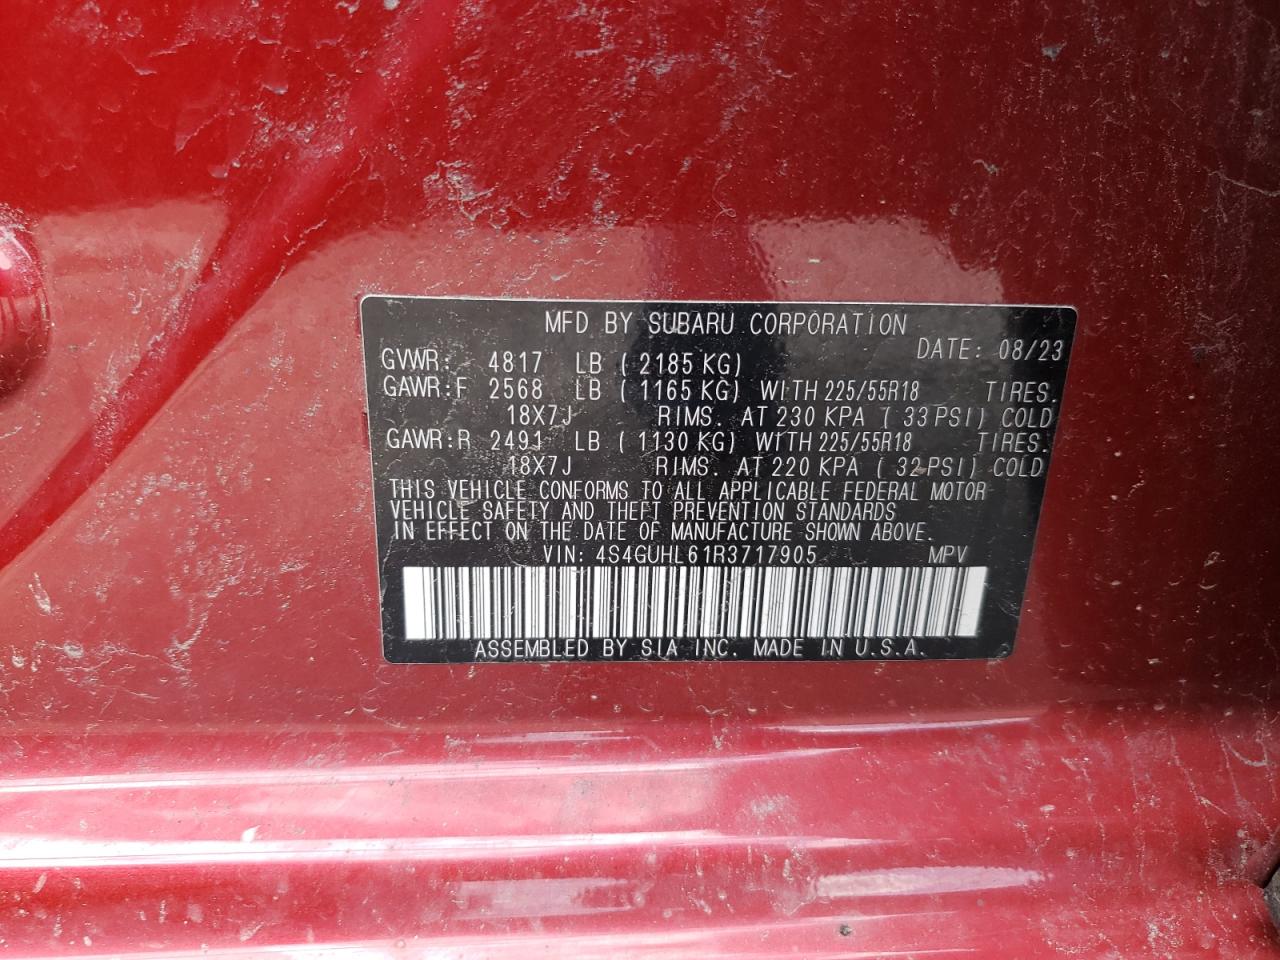 MFD BY SUBARU CORPORATION
DATE: 08/23
GVWR: 4817 LB ( 2185 KG)
GAWR:F 2568 LB ( 1165 KG) WITH 225/55R18 TIRES.
18X7J RIMS. AT 230 KPA ( 33 PSI) COLD
GAWR:R 2491 LB ( 1130 KG) WITH 225/55R18 TIRES.
18X7J RIMS. AT 220 KPA ( 32 PSI) COLD
THIS VEHICLE CONFORMS TO ALL APPLICABLE FEDERAL MOTOR
VEHICLE SAFETY AND THEFT PREVENTION STANDARDS
IN EFFECT ON THE DATE OF MANUFACTURE SHOWN ABOVE.
VIN: 4S4GUHL61R3717905 MPV
ASSEMBLED BY SIA INC. MADE IN U.S.A.